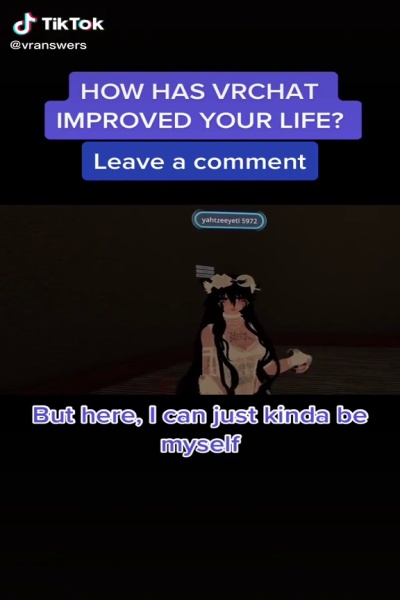 TikTok
@vranswers
HOW HAS VRCHAT
IMPROVED YOUR LIFE?
Leave a comment
yahtzeeyeti 5972
But here, I can just kinda be
myself